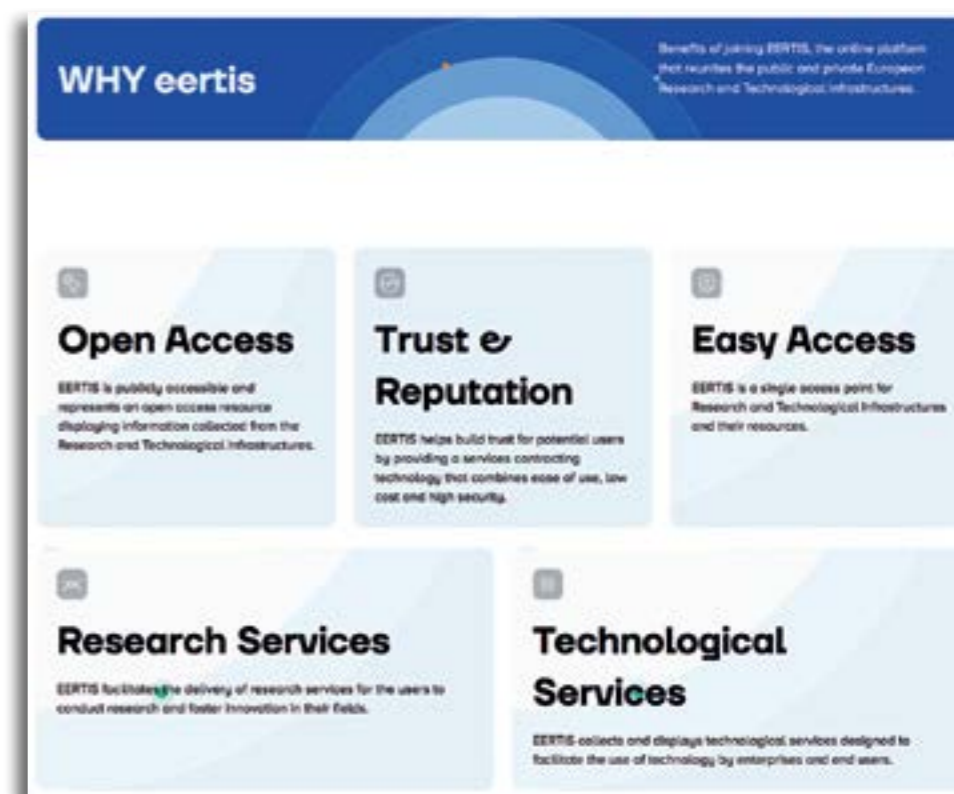 WHY eertis
Benefits of joining EERTIS, the online platform
that reunites the public and private European
Research and Technological Infrastructures.
Open Access
EERTIS is publicly accessible and
represents an open access resource
displaying information collected from the
Research and Technological Infrastructures.
Trust &
Reputation
EERTIS helps build trust for potential users
by providing a services contracting
technology that combines ease of use, low
cost and high security.
Easy Access
EERTIS is a single access point for
Research and Technological Infrastructures
and their resources.
Research Services
EERTIS facilitates the delivery of research services for the users to
conduct research and foster innovation in their fields.
Technological
Services
EERTIS collects and displays technological services designed to
facilitate the use of technology by enterprises and end users.